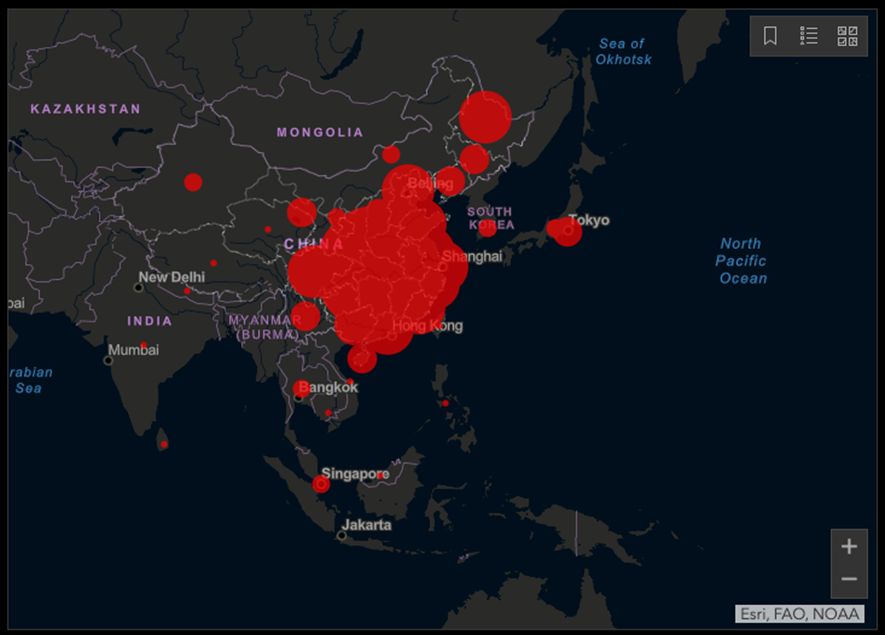 Sea of
Okhotsk
KAZAKHSTAN
MONGOLIA
Beijing
SOUTH
KOREA
Tokyo
CHINA
North
Pacific
Ocean
Shanghai
New Delhi
bai
INDIA
MYANMAR
(BURMA)
Hong Kong
Mumbai
rabian
Sea
Bangkok
Singapore
Jakarta
Esri, FAO, NOAA